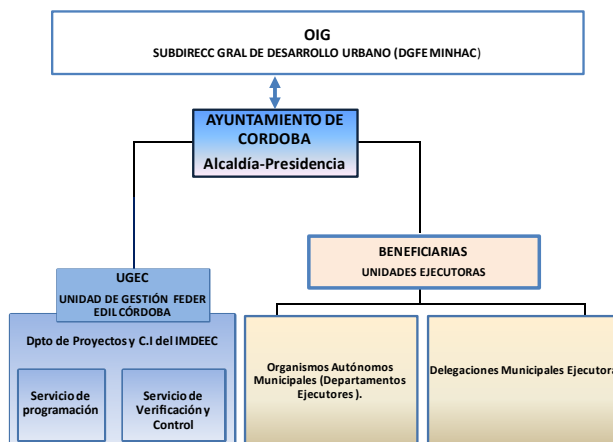 OIG
SUBDIRECC GRAL DE DESARROLLO URBANO (DGFE MINHAC)
AYUNTAMIENTO DE
CORDOBA
Alcaldía-Presidencia
BENEFICIARIAS
UNIDADES EJECUTORAS
UGEC
UNIDAD DE GESTIÓN FEDER
EDIL CÓRDOBA
Dpto de Proyectos y C.I del IMDEEC
Servicio de
programación
Servicio de
Verificación y
Control
Organismos Autónomos
Municipales (Departamentos
Ejecutores ).
Delegaciones Municipales Ejecutora